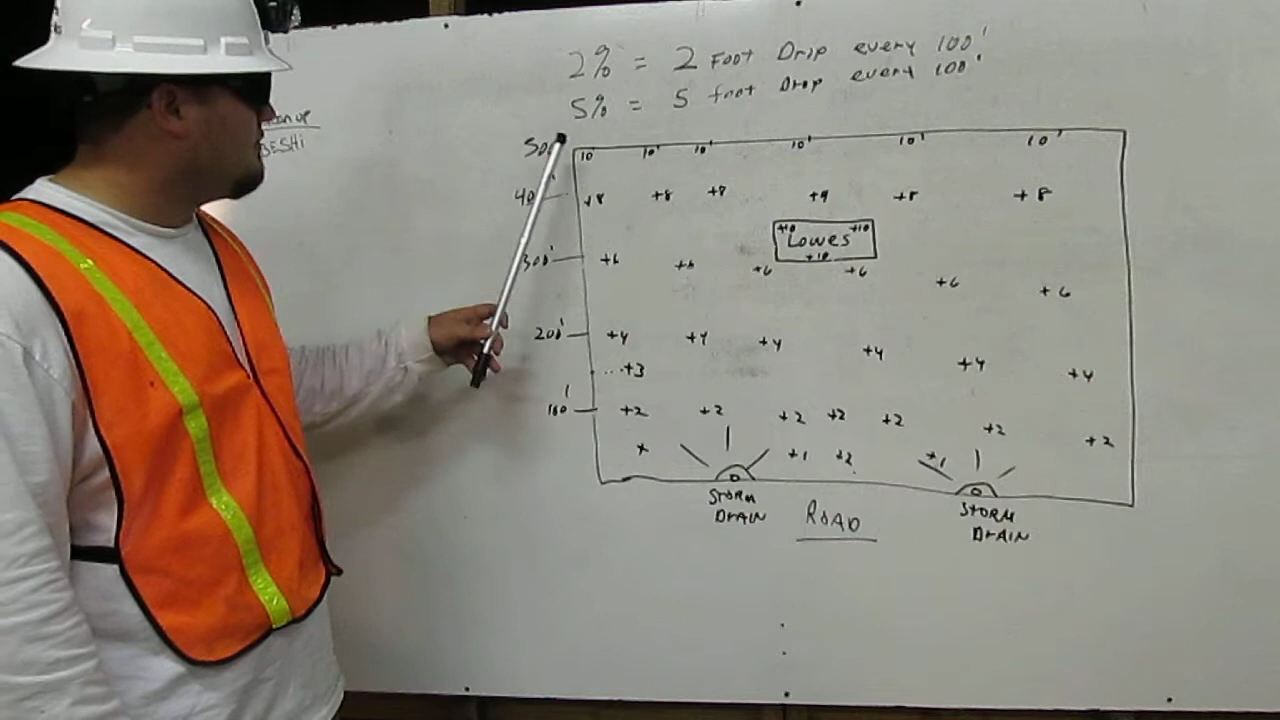 2% = 2 Foot Drop every 100'
5% = 5 foot Drop every 100'
10' 10' 10' 10' 10' 10'
40 +8 +8 +8 +9 +8 +8
+10 Lowes +10
+10
300' +6 +6 +6 +6 +6 +6
200' +4 +4 +4 +4 +4 +4
...+3
100' +2 +2 +2 +2 +2 +2 +2
+1 +2 +1
STORM DRAIN
ROAD
STORM DRAIN